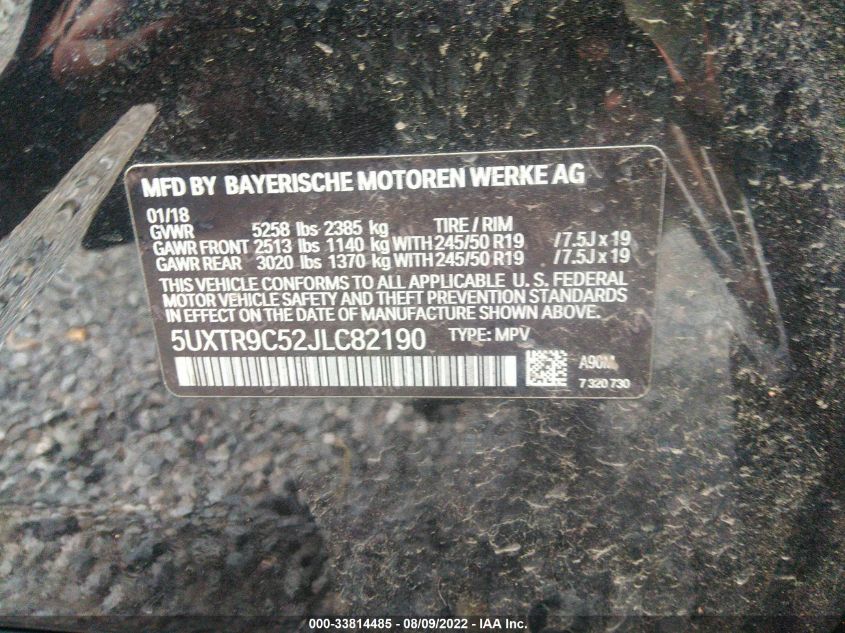 MFD BY BAYERISCHE MOTOREN WERKE AG
01/18
GVWR 5258 lbs 2385 kg TIRE / RIM
GAWR FRONT 2513 lbs 1140 kg WITH 245/50 R19 /7.5J x 19
GAWR REAR 3020 lbs 1370 kg WITH 245/50 R19 /7.5J x 19
THIS VEHICLE CONFORMS TO ALL APPLICABLE U. S. FEDERAL
MOTOR VEHICLE SAFETY AND THEFT PREVENTION STANDARDS
IN EFFECT ON THE DATE OF MANUFACTURE SHOWN ABOVE.
5UXTR9C52JLC82190 TYPE: MPV
A90M
7 320 730
000-33814485 - 08/09/2022 - IAA Inc.